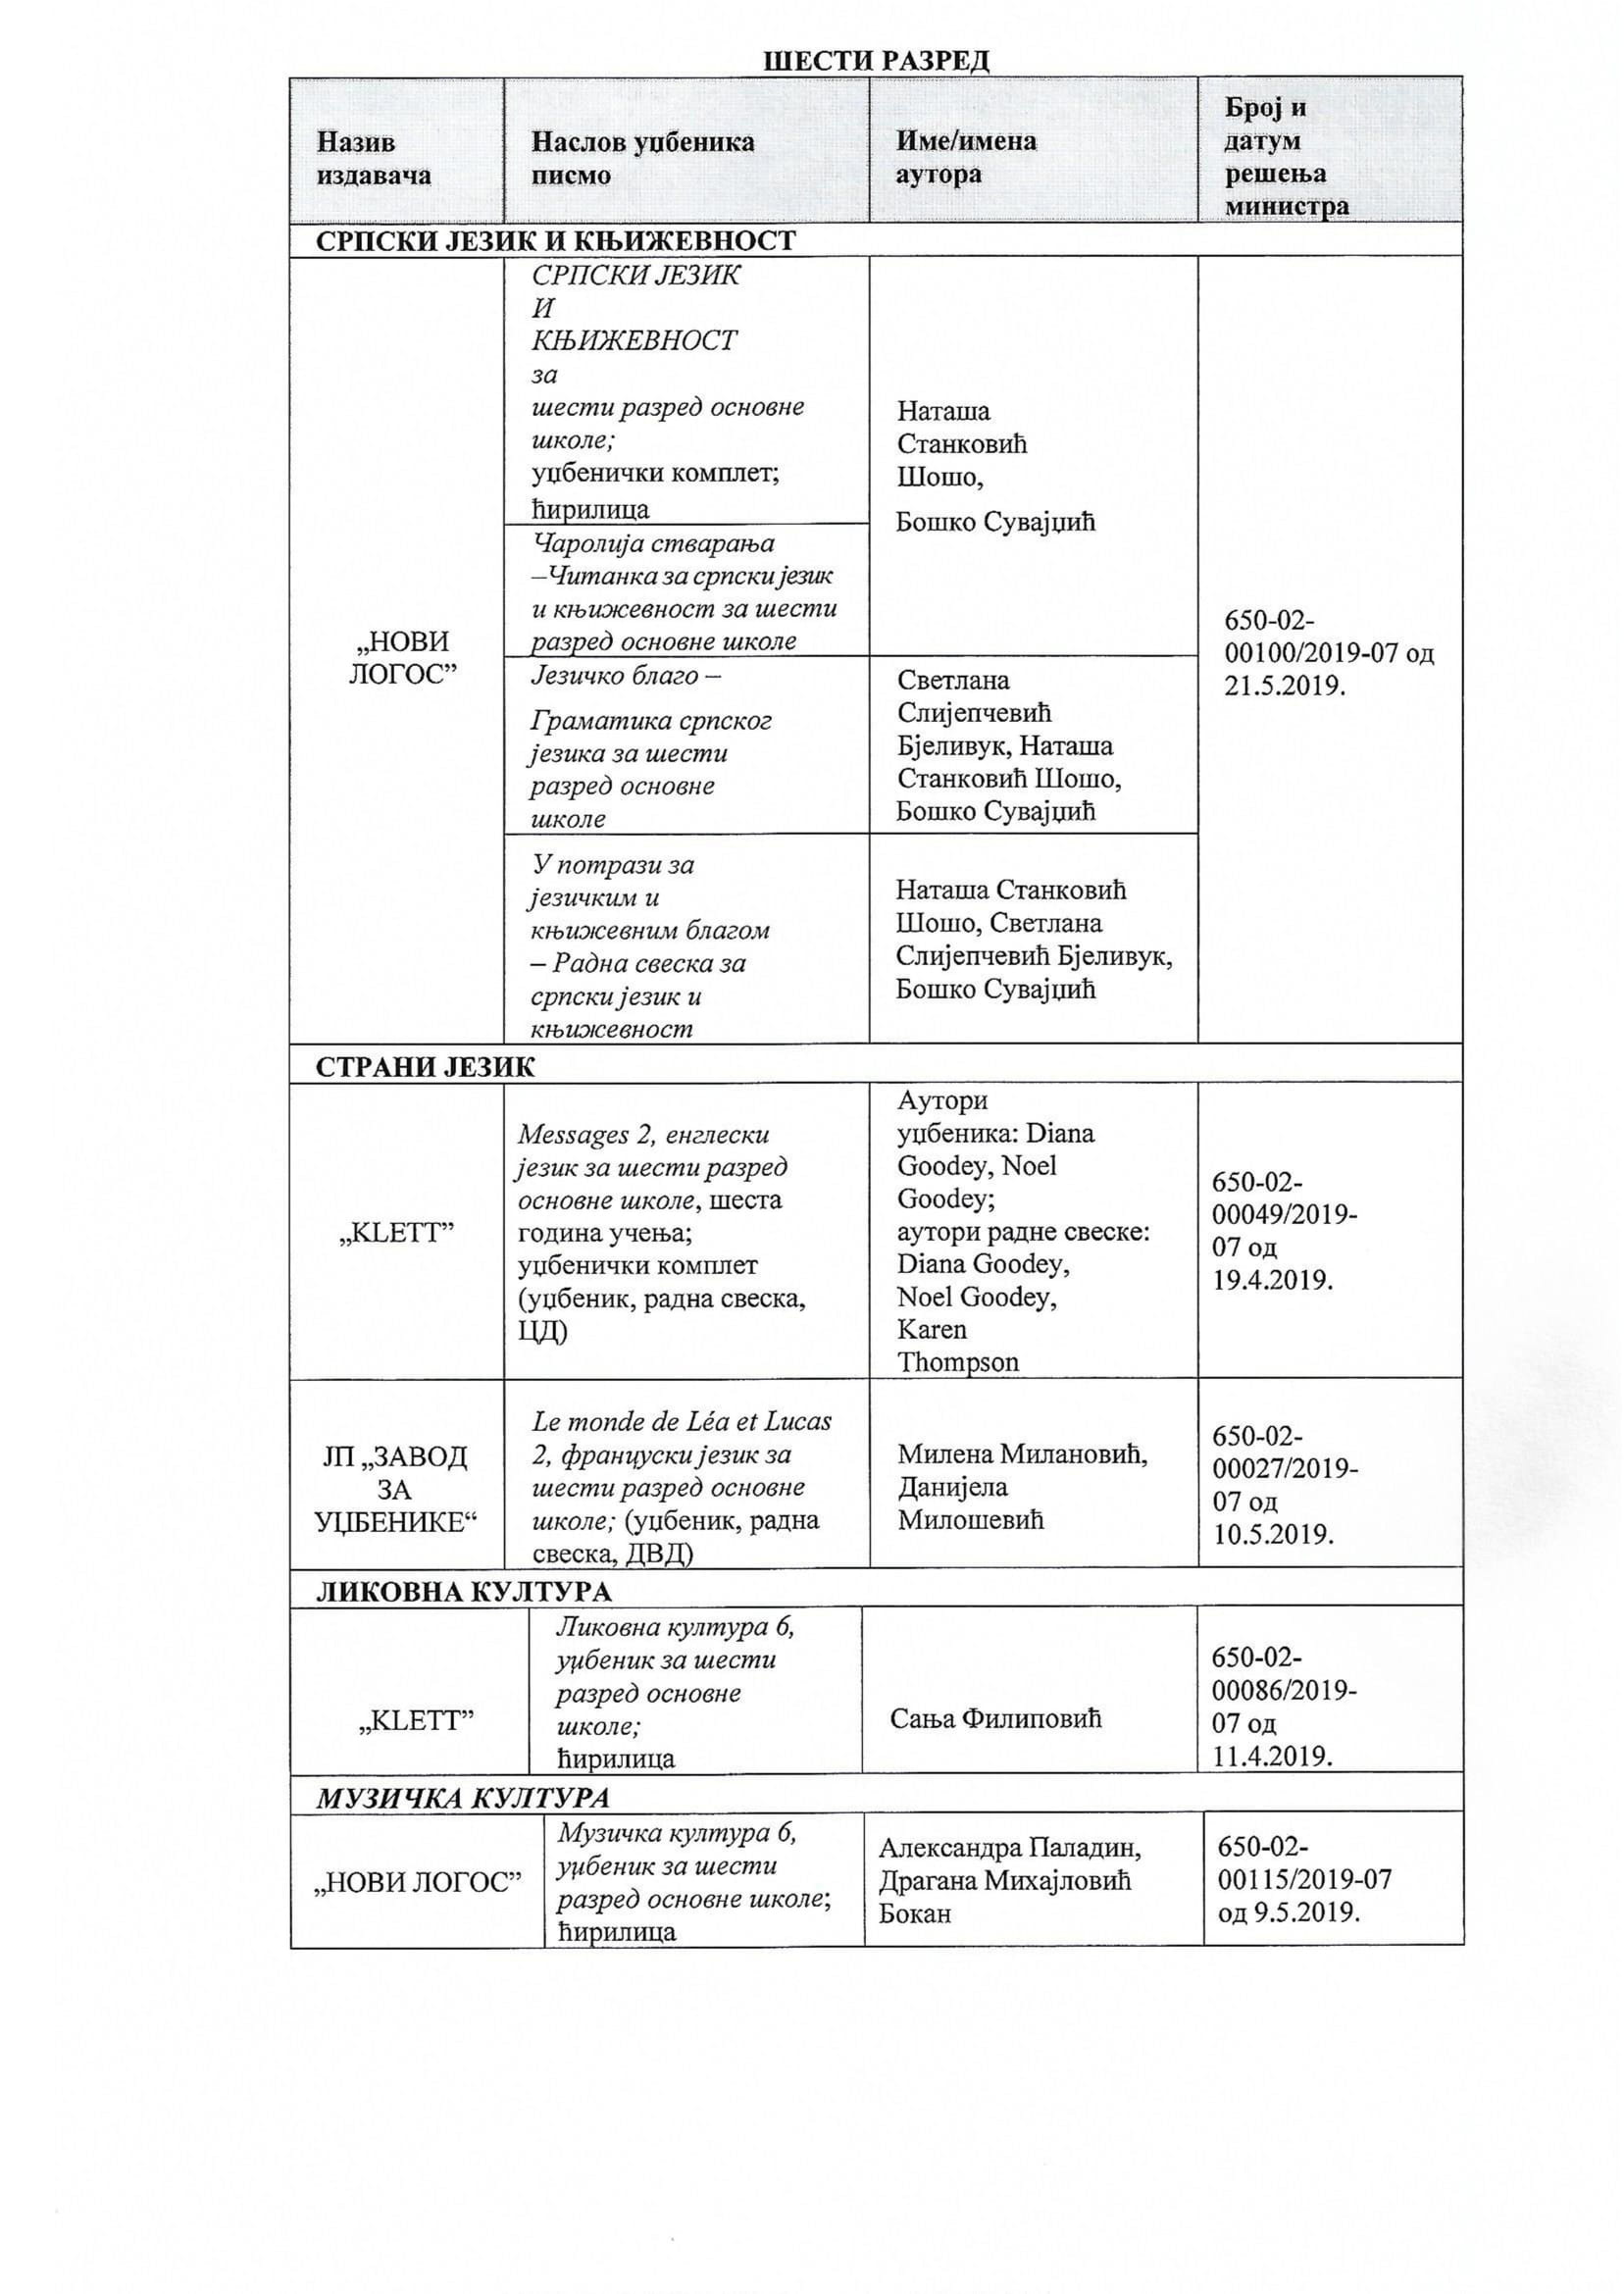 ШЕСТИ РАЗРЕД
Назив
издавача
Наслов уџбеника
писмо
Име/имена
аутора
Број и
датум
решења
министра
СРПСКИ ЈЕЗИК И КЊИЖЕВНОСТ
„НОВИ
ЛОГОС”
СРПСКИ ЈЕЗИК
И
КЊИЖЕВНОСТ
за
шести разред основне
школе;
уџбенички комплет;
ћирилица
Наташа
Станковић
Шошо,
Бошко Сувајџић
650-02-
00100/2019-07 од
21.5.2019.
Чаролија стварања
–Читанка за српски језик
и књижевност за шести
разред основне школе
Језичко благо –
Граматика српског
језика за шести
разред основне
школе
Светлана
Слијепчевић
Бјеливук, Наташа
Станковић Шошо,
Бошко Сувајџић
У потрази за
језичким и
књижевним благом
– Радна свеска за
српски језик и
књижевност
Наташа Станковић
Шошо, Светлана
Слијепчевић Бјеливук,
Бошко Сувајџић
СТРАНИ ЈЕЗИК
„KLETT”
Messages 2, енглески
језик за шести разред
основне школе, шеста
година учења;
уџбенички комплет
(уџбеник, радна свеска,
ЦД)
Аутори
уџбеника: Diana
Goodey, Noel
Goodey;
аутори радне свеске:
Diana Goodey,
Noel Goodey,
Karen
Thompson
650-02-
00049/2019-
07 од
19.4.2019.
ЈП „ЗАВОД
ЗА
УЏБЕНИКЕ“
Le monde de Léa et Lucas
2, француски језик за
шести разред основне
школе; (уџбеник, радна
свеска, ДВД)
Милена Милановић,
Данијела
Милошевић
650-02-
00027/2019-
07 од
10.5.2019.
ЛИКОВНА КУЛТУРА
„KLETT”
Ликовна култура 6,
уџбеник за шести
разред основне
школе;
ћирилица
Сања Филиповић
650-02-
00086/2019-
07 од
11.4.2019.
МУЗИЧКА КУЛТУРА
„НОВИ ЛОГОС”
Музичка култура 6,
уџбеник за шести
разред основне школе;
ћирилица
Александра Паладин,
Драгана Михајловић
Бокан
650-02-
00115/2019-07
од 9.5.2019.